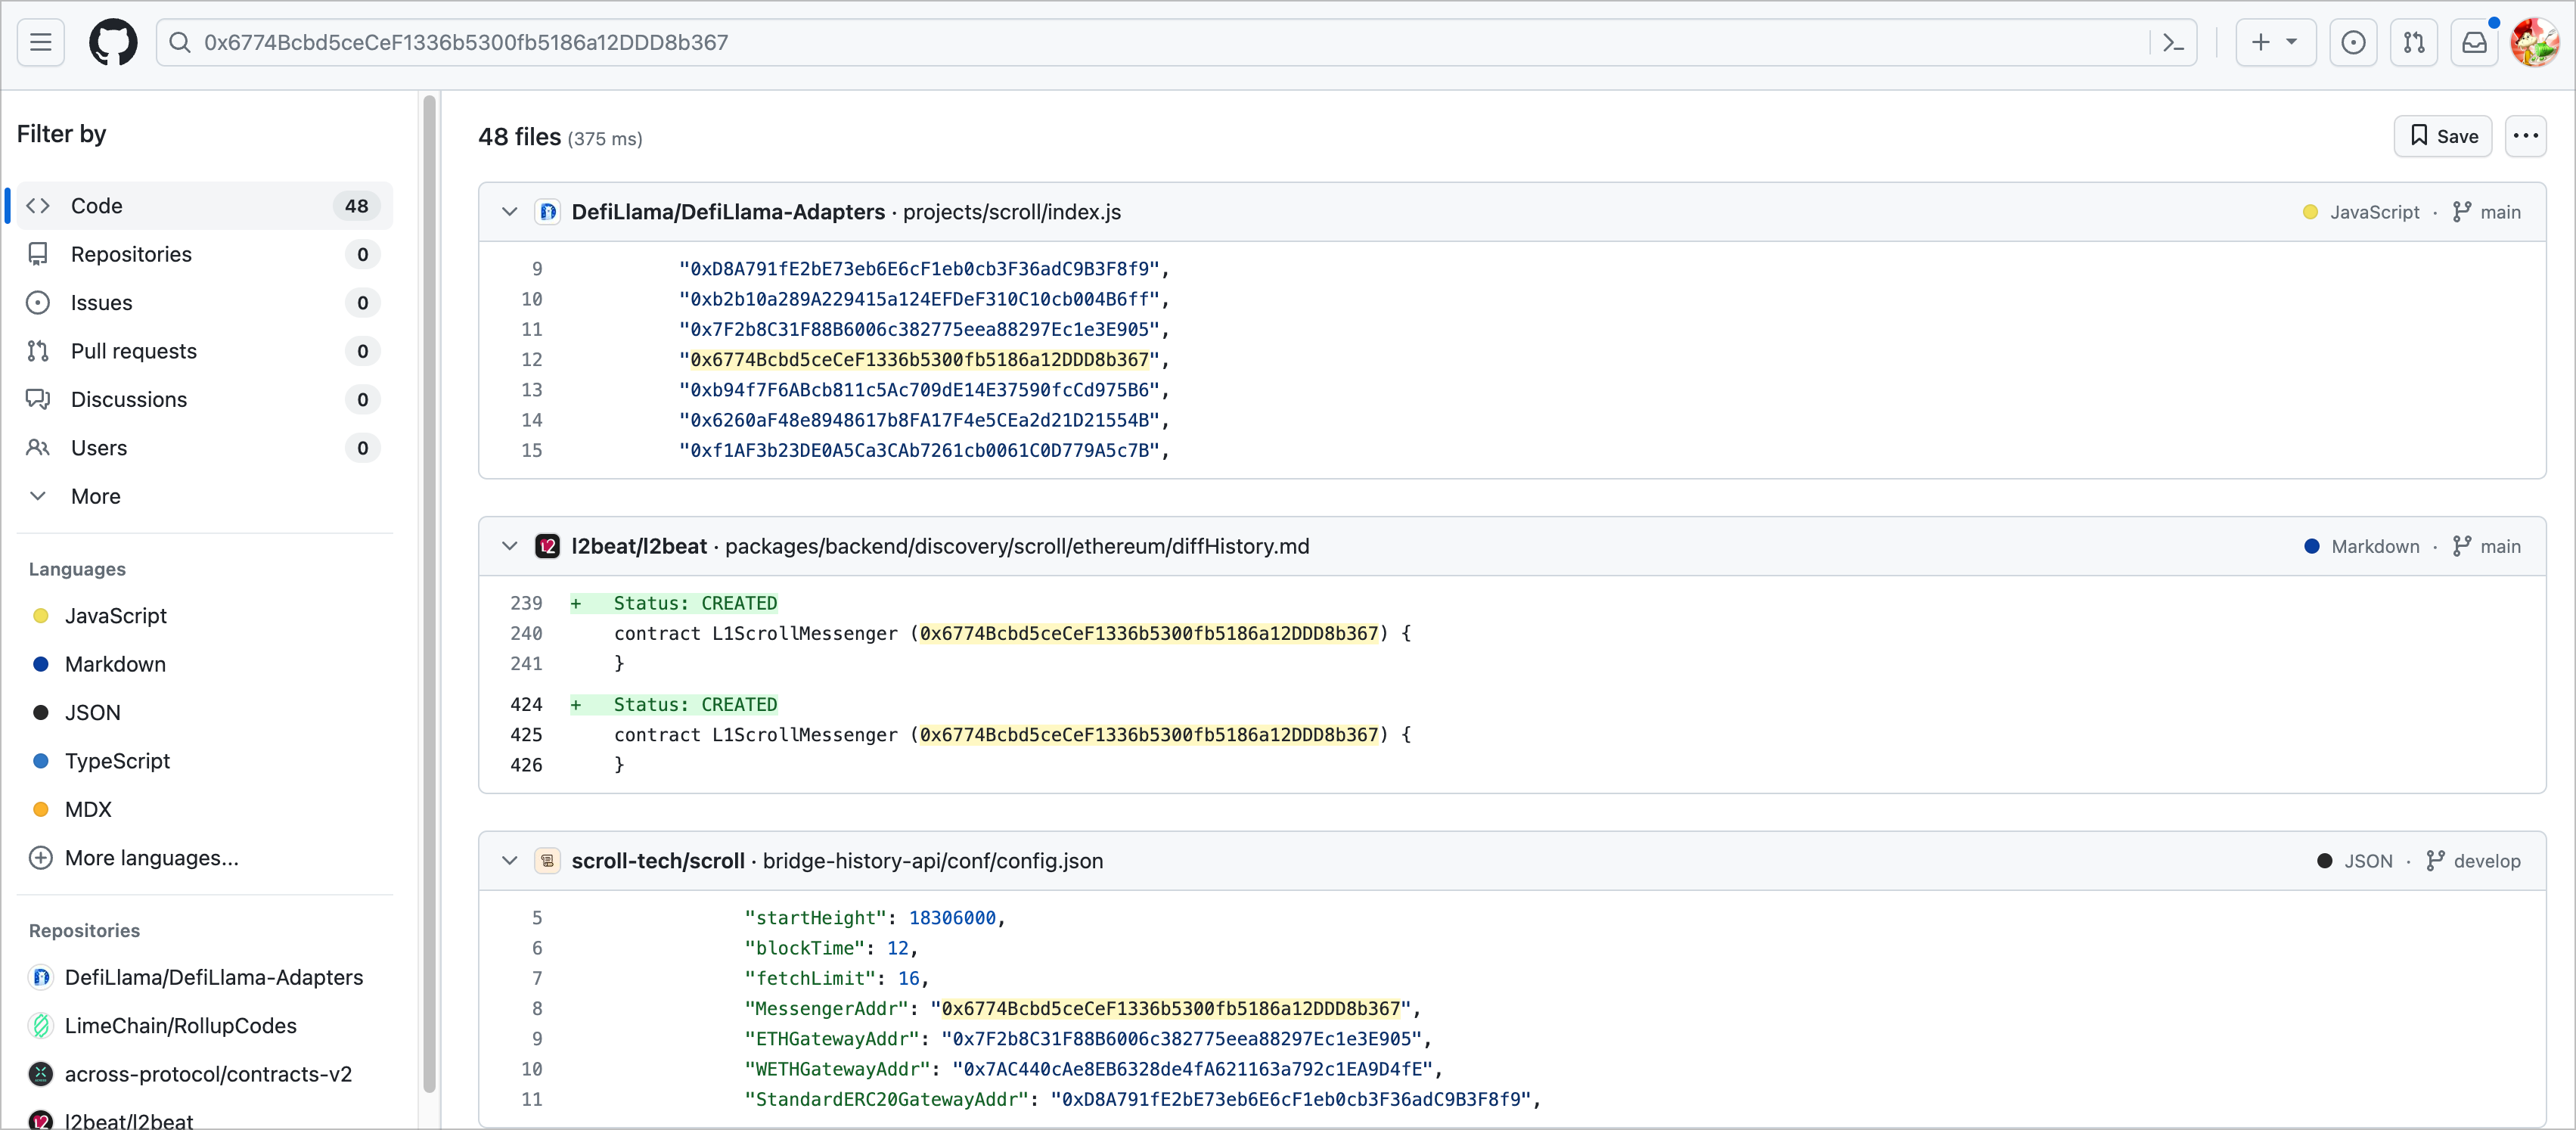 0x6774Bcbd5ceCeF1336b5300fb5186a12DDD8b367
Filter by
Code 48
Repositories 0
Issues 0
Pull requests 0
Discussions 0
Users 0
More
Languages
JavaScript
Markdown
JSON
TypeScript
MDX
More languages...
Repositories
DefiLlama/DefiLlama-Adapters
LimeChain/RollupCodes
across-protocol/contracts-v2
l2beat/l2beat
48 files (375 ms)
Save
DefiLlama/DefiLlama-Adapters · projects/scroll/index.js JavaScript · main
9 "0xD8A791fE2bE73eb6E6cF1eb0cb3F36adC9B3F8f9",
10 "0xb2b10a289A229415a124EFDeF310C10cb004B6ff",
11 "0x7F2b8C31F88B6006c382775eea88297Ec1e3E905",
12 "0x6774Bcbd5ceCeF1336b5300fb5186a12DDD8b367",
13 "0xb94f7F6ABcb811c5Ac709dE14E37590fcCd975B6",
14 "0x6260aF48e8948617b8FA17F4e5CEa2d21D21554B",
15 "0xf1AF3b23DE0A5Ca3CAb7261cb0061C0D779A5c7B",
l2beat/l2beat · packages/backend/discovery/scroll/ethereum/diffHistory.md Markdown · main
239 + Status: CREATED
240 contract L1ScrollMessenger (0x6774Bcbd5ceCeF1336b5300fb5186a12DDD8b367) {
241 }
424 + Status: CREATED
425 contract L1ScrollMessenger (0x6774Bcbd5ceCeF1336b5300fb5186a12DDD8b367) {
426 }
scroll-tech/scroll · bridge-history-api/conf/config.json JSON · develop
5 "startHeight": 18306000,
6 "blockTime": 12,
7 "fetchLimit": 16,
8 "MessengerAddr": "0x6774Bcbd5ceCeF1336b5300fb5186a12DDD8b367",
9 "ETHGatewayAddr": "0x7F2b8C31F88B6006c382775eea88297Ec1e3E905",
10 "WETHGatewayAddr": "0x7AC440cAe8EB6328de4fA621163a792c1EA9D4fE",
11 "StandardERC20GatewayAddr": "0xD8A791fE2bE73eb6E6cF1eb0cb3F36adC9B3F8f9",